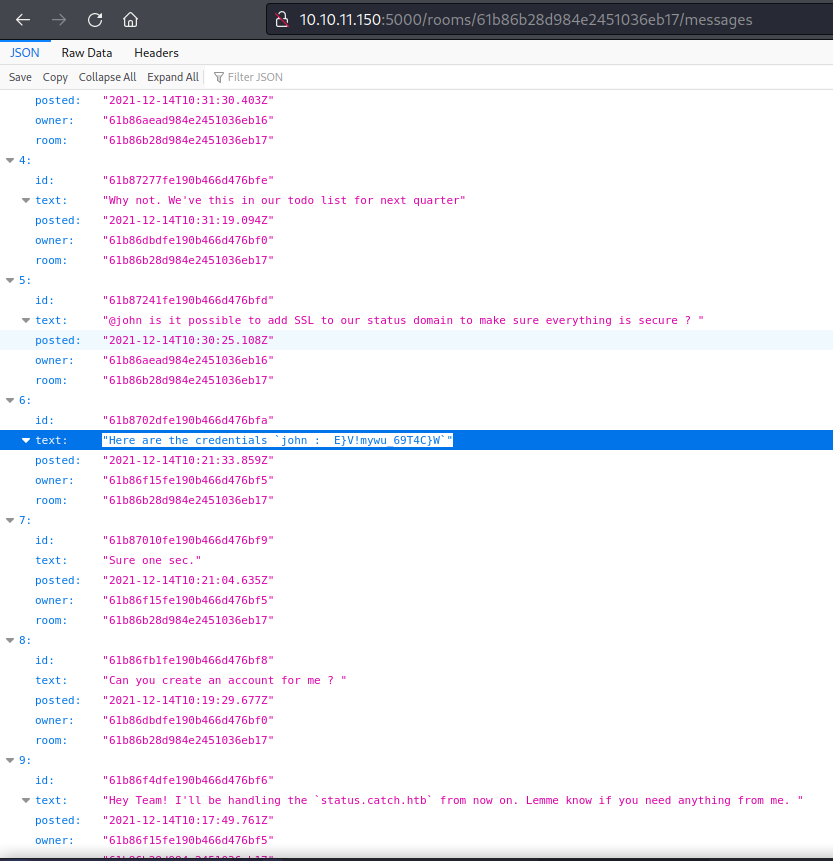 10.10.11.150:5000/rooms/61b86b28d984e2451036eb17/messages
JSON Raw Data Headers
Save Copy Collapse All Expand All Filter JSON
posted: "2021-12-14T10:31:30.403Z"
owner: "61b86aead984e2451036eb16"
room: "61b86b28d984e2451036eb17"
4:
id: "61b87277fe190b466d476bfe"
text: "Why not. We've this in our todo list for next quarter"
posted: "2021-12-14T10:31:19.094Z"
owner: "61b86dbdfe190b466d476bf0"
room: "61b86b28d984e2451036eb17"
5:
id: "61b87241fe190b466d476bfd"
text: "@john is it possible to add SSL to our status domain to make sure everything is secure ? "
posted: "2021-12-14T10:30:25.108Z"
owner: "61b86aead984e2451036eb16"
room: "61b86b28d984e2451036eb17"
6:
id: "61b8702dfe190b466d476bfa"
text: "Here are the credentials `john :  E}V!mywu_69T4C}W`"
posted: "2021-12-14T10:21:33.859Z"
owner: "61b86f15fe190b466d476bf5"
room: "61b86b28d984e2451036eb17"
7:
id: "61b87010fe190b466d476bf9"
text: "Sure one sec."
posted: "2021-12-14T10:21:04.635Z"
owner: "61b86f15fe190b466d476bf5"
room: "61b86b28d984e2451036eb17"
8:
id: "61b86fb1fe190b466d476bf8"
text: "Can you create an account for me ? "
posted: "2021-12-14T10:19:29.677Z"
owner: "61b86dbdfe190b466d476bf0"
room: "61b86b28d984e2451036eb17"
9:
id: "61b86f4dfe190b466d476bf6"
text: "Hey Team! I'll be handling the `status.catch.htb` from now on. Lemme know if you need anything from me. "
posted: "2021-12-14T10:17:49.761Z"
owner: "61b86f15fe190b466d476bf5"